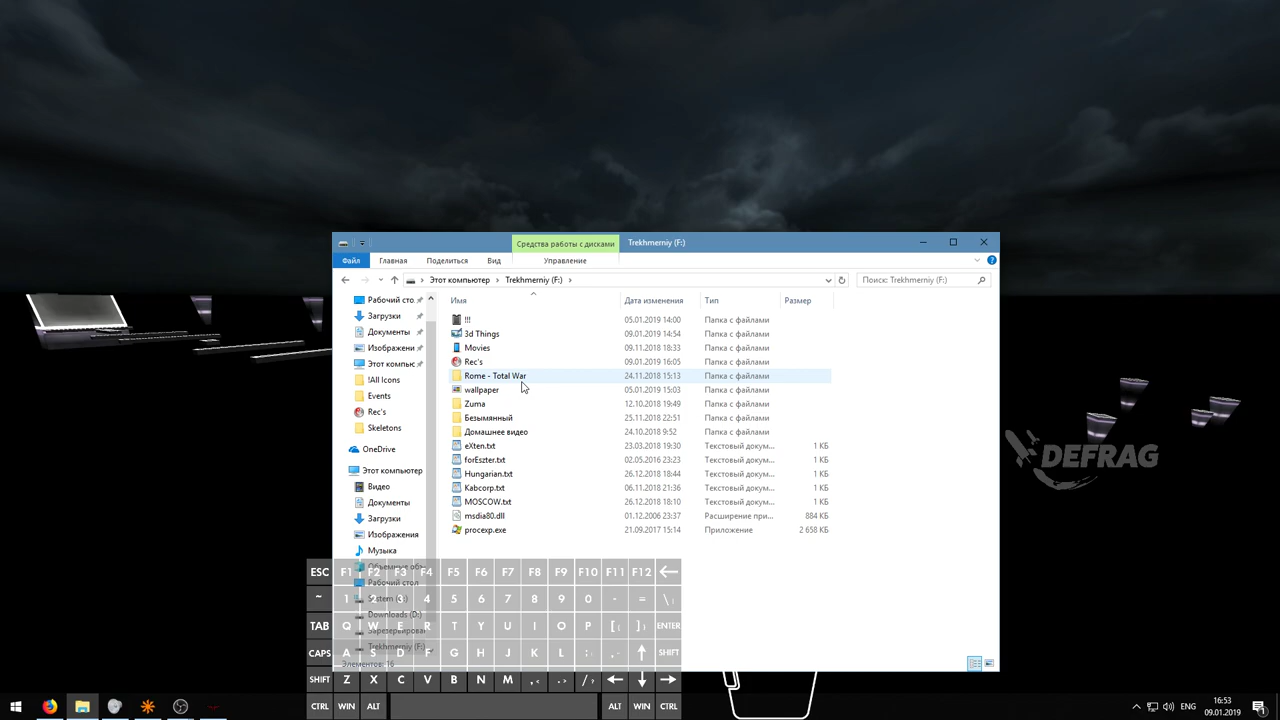 Средства работы с дисками
Trekhmerniy (F:)
Файл
Главная
Поделиться
Вид
Управление
Этот компьютер
Trekhmerniy (F:)
Поиск: Trekhmerniy (F:)
Имя
Дата изменения
Тип
Размер
Рабочий сто.
Загрузки
Документы
Изображени
Этот компьк
!All Icons
Events
Rec's
Skeletons
OneDrive
Этот компьютер
Видео
Документы
Загрузки
Изображения
Музыка
Объемные объ
Рабочий стол
System (C:)
Downloads (D:)
Зарезервирован
Trekhmerniy (F:)
!!! 05.01.2019 14:00 Папка с файлами
3d Things 09.01.2019 14:54 Папка с файлами
Movies 09.11.2018 18:33 Папка с файлами
Rec's 09.01.2019 16:05 Папка с файлами
Rome - Total War 24.11.2018 15:13 Папка с файлами
wallpaper 05.01.2019 15:03 Папка с файлами
Zuma 12.10.2018 19:49 Папка с файлами
Безымянный 25.11.2018 22:51 Папка с файлами
Домашнее видео 24.10.2018 9:52 Папка с файлами
eXten.txt 23.03.2018 19:30 Текстовый докум... 1 КБ
forEszter.txt 02.05.2016 23:23 Текстовый докум... 1 КБ
Hungarian.txt 26.12.2018 18:44 Текстовый докум... 1 КБ
Kabcorp.txt 06.11.2018 21:36 Текстовый докум... 1 КБ
MOSCOW.txt 26.12.2018 18:10 Текстовый докум... 1 КБ
msdia80.dll 01.12.2006 23:37 Расширение при... 884 КБ
procexp.exe 21.09.2017 15:14 Приложение 2 658 КБ
Элементов: 16
DEFRAG
ESC F1 F2 F3 F4 F5 F6 F7 F8 F9 F10 F11 F12 ←
~ 1 2 3 4 5 6 7 8 9 0 - = \|
TAB Q W E R T Y U I O P [{ ]} ENTER
CAPS A S D F G H J K L ;: ,. ↑ SHIFT
SHIFT Z X C V B N M ,< .> /? ← ↓ →
CTRL WIN ALT ALT WIN CTRL
ENG
16:53
09.01.2019